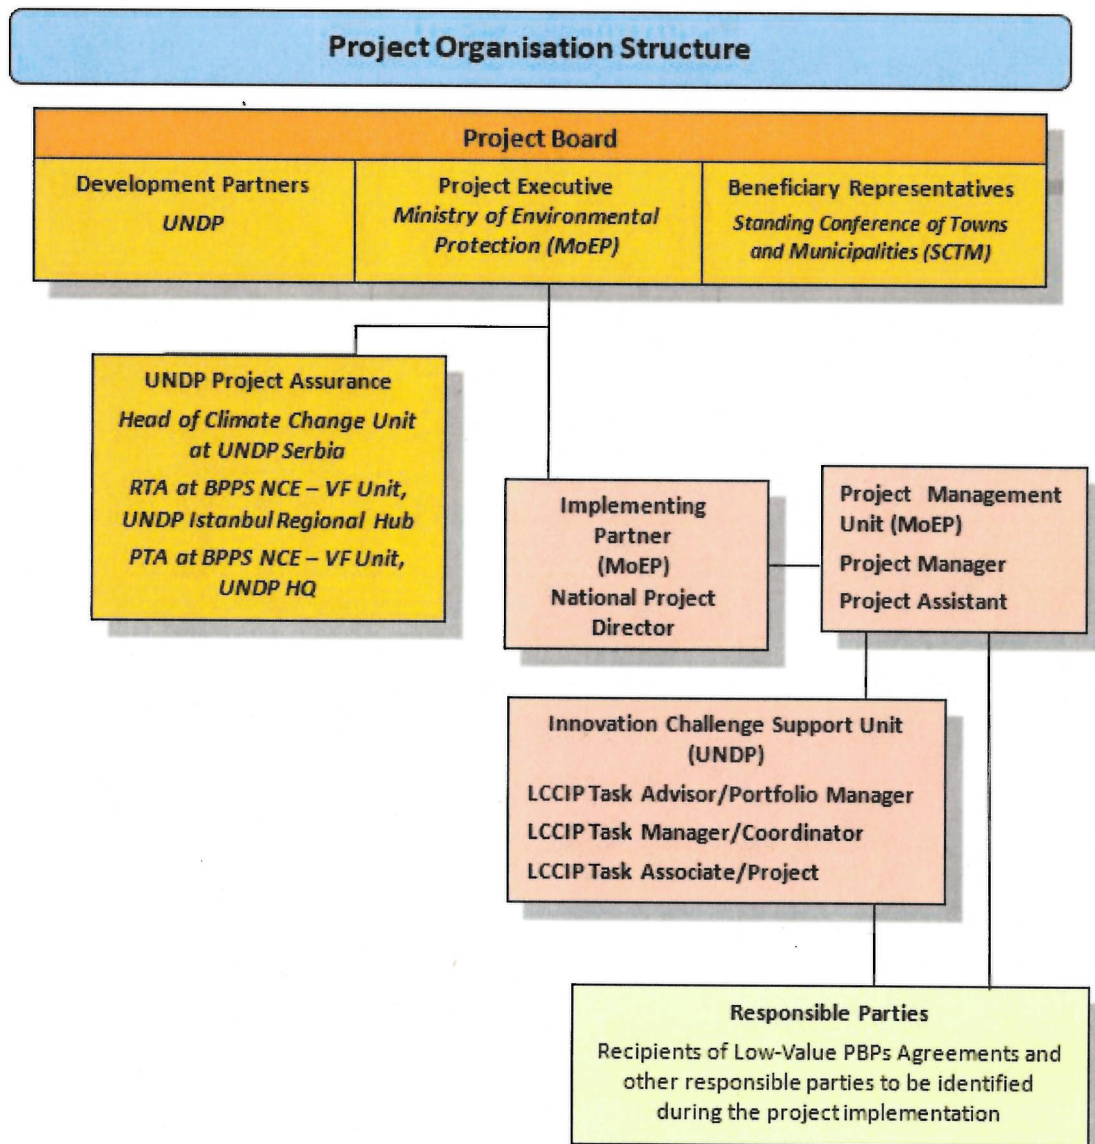 Project Organisation Structure
Project Board
Development Partners
UNDP
Project Executive
Ministry of Environmental
Protection (MoEP)
Beneficiary Representatives
Standing Conference of Towns
and Municipalities (SCTM)
UNDP Project Assurance
Head of Climate Change Unit
at UNDP Serbia
RTA at BPPS NCE – VF Unit,
UNDP Istanbul Regional Hub
PTA at BPPS NCE – VF Unit,
UNDP HQ
Implementing
Partner
(MoEP)
National Project
Director
Project Management
Unit (MoEP)
Project Manager
Project Assistant
Innovation Challenge Support Unit
(UNDP)
LCCIP Task Advisor/Portfolio Manager
LCCIP Task Manager/Coordinator
LCCIP Task Associate/Project
Responsible Parties
Recipients of Low-Value PBPs Agreements and
other responsible parties to be identified
during the project implementation